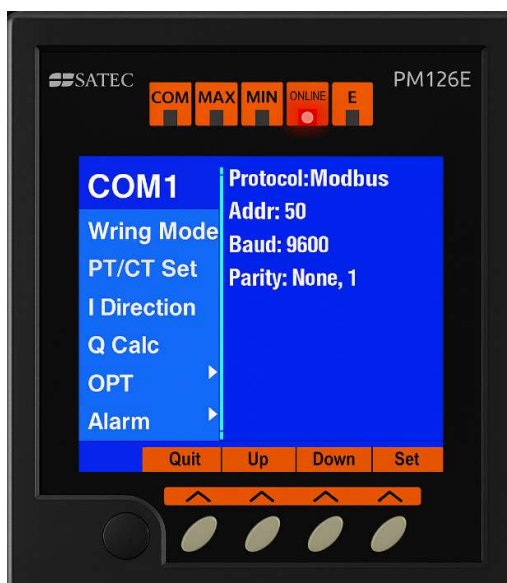 SATEC
PM126E
COM MAX MIN ONLINE E
COM1
Wring Mode
PT/CT Set
I Direction
Q Calc
OPT
Alarm
Protocol:Modbus
Addr: 50
Baud: 9600
Parity: None, 1
Quit Up Down Set